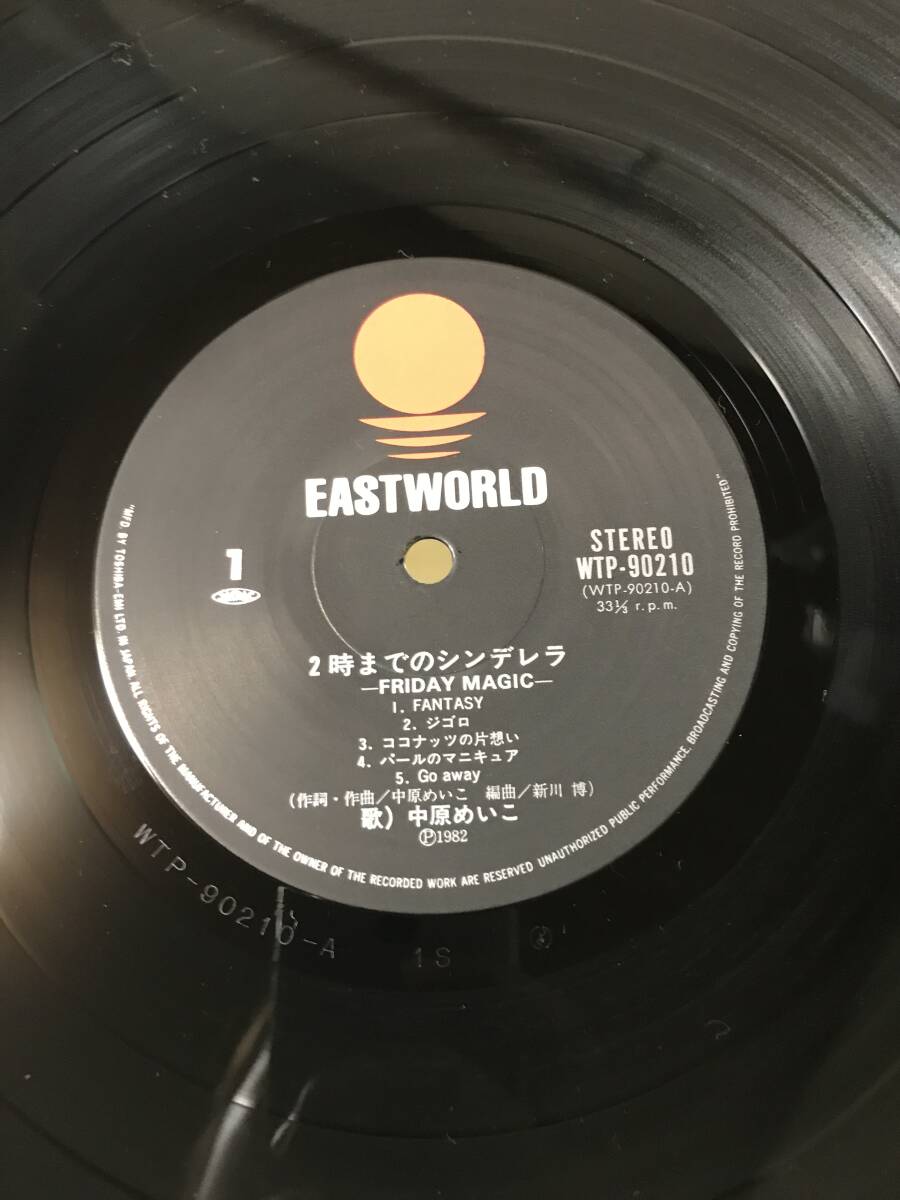 EASTWORLD
1
STEREO
WTP-90210
(WTP-90210-A)
33⅓ r.p.m.
2時までのシンデレラ
—FRIDAY MAGIC—
1. FANTASY
2. ジゴロ
3. ココナッツの片想い
4. パールのマニキュア
5. Go away
(作詞・作曲/中原めいこ 編曲/新川 博)
歌) 中原めいこ
Ⓟ1982
"MFD. BY TOSHIBA-EMI LTD. IN JAPAN. ALL RIGHTS OF THE MANUFACTURER AND OF THE OWNER OF THE RECORDED WORK ARE RESERVED UNAUTHORIZED PUBLIC PERFORMANCE, BROADCASTING AND COPYING OF THE RECORD PROHIBITED"
WTP-90210-A 1S